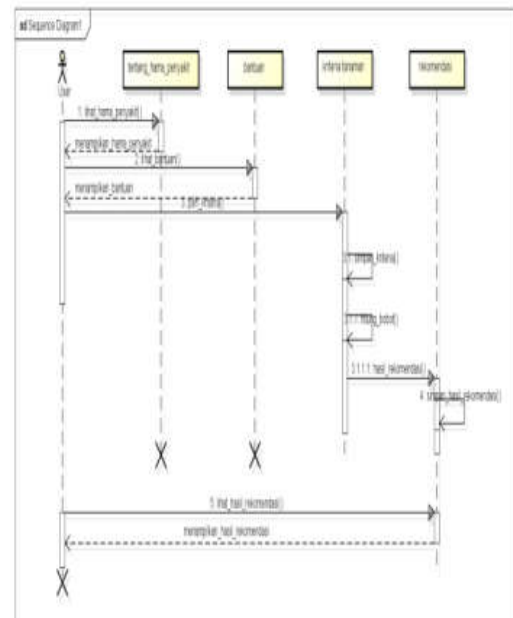 sd Sequence Diagram1
User
tentang_hama_penyakit
bantuan
kriteria tanaman
rekomendasi
1: lihat_hama_penyakit()
menampilkan_hama_penyakit
2: lihat_bantuan()
menampilkan_bantuan
3: pilih_kriteria()
3.1: simpan_kriteria()
3.1.1: hitung_bobot()
3.1.1.1: hasil_rekomendasi()
4: simpan_hasil_rekomendasi()
5: lihat_hasil_rekomendasi()
menampilkan_hasil_rekomendasi